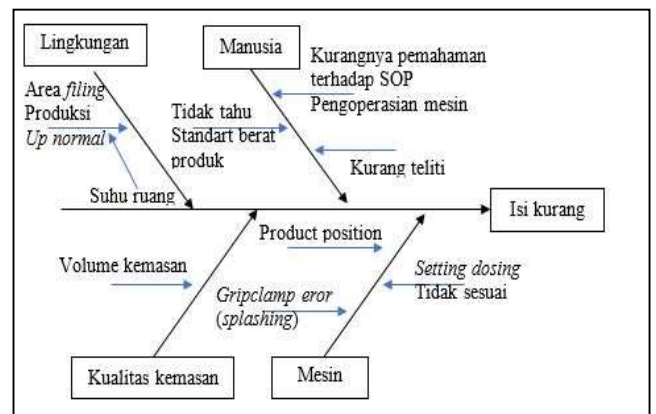 Lingkungan
Manusia
Kurangnya pemahaman
terhadap SOP
Pengoperasian mesin
Area filing
Produksi
Up normal
Tidak tahu
Standart berat
produk
Kurang teliti
Suhu ruang
Isi kurang
Product position
Volume kemasan
Setting dosing
Tidak sesuai
Gripclamp eror
(splashing)
Kualitas kemasan
Mesin